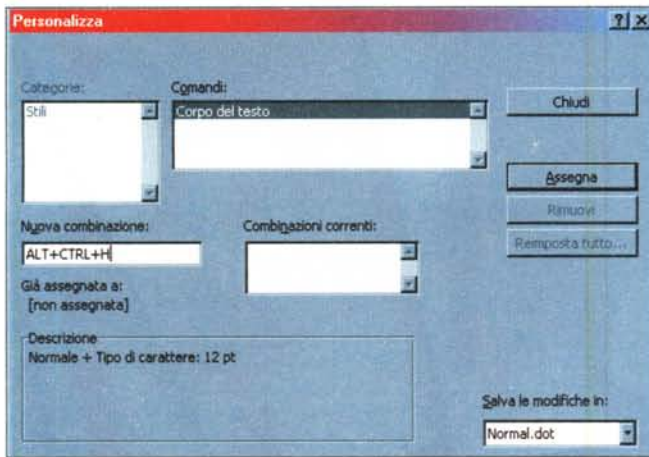 Personalizza
Categorie:
Comandi:
Stili
Corpo del testo
Chiudi
Assegna
Rimuovi
Reimposta tutto...
Nuova combinazione:
Combinazioni correnti:
ALT+CTRL+H
Già assegnata a:
[non assegnata]
Descrizione
Normale + Tipo di carattere: 12 pt
Salva le modifiche in:
Normal.dot